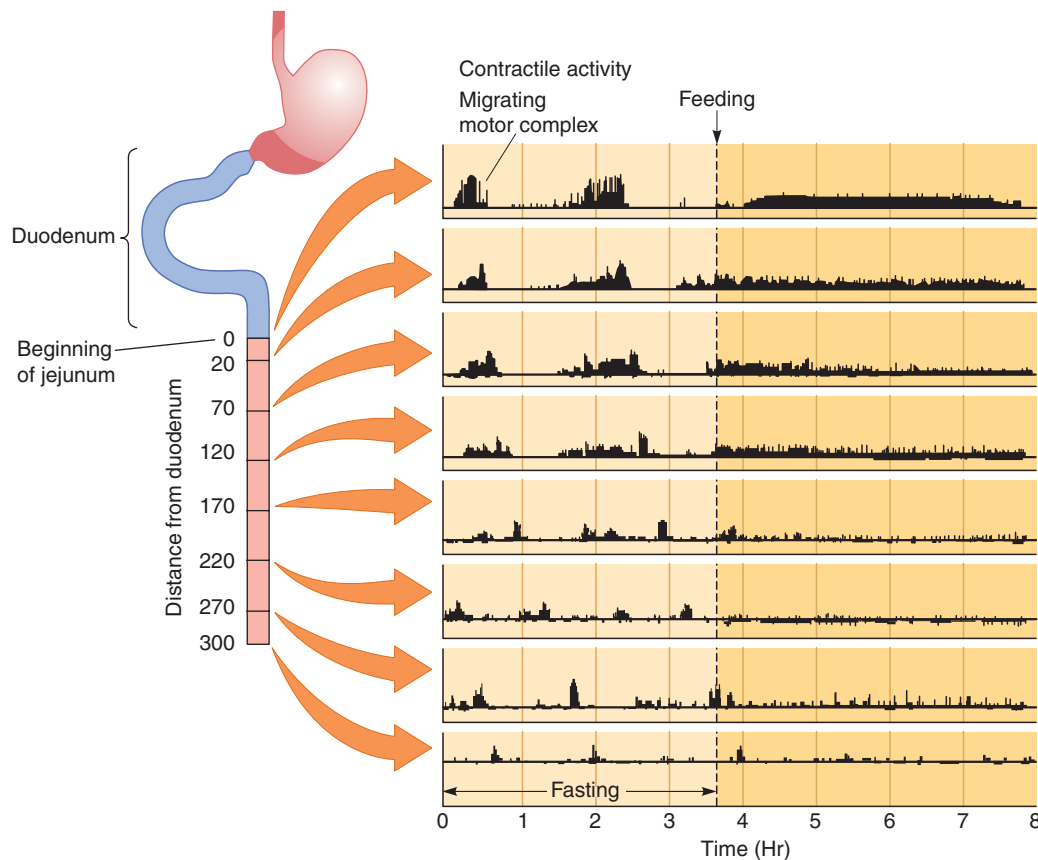 Contractile activity
Migrating
motor complex
Feeding
Duodenum
Beginning
of jejunum
Distance from duodenum
0
20
70
120
170
220
270
300
Fasting
0 1 2 3 4 5 6 7 8
Time (Hr)